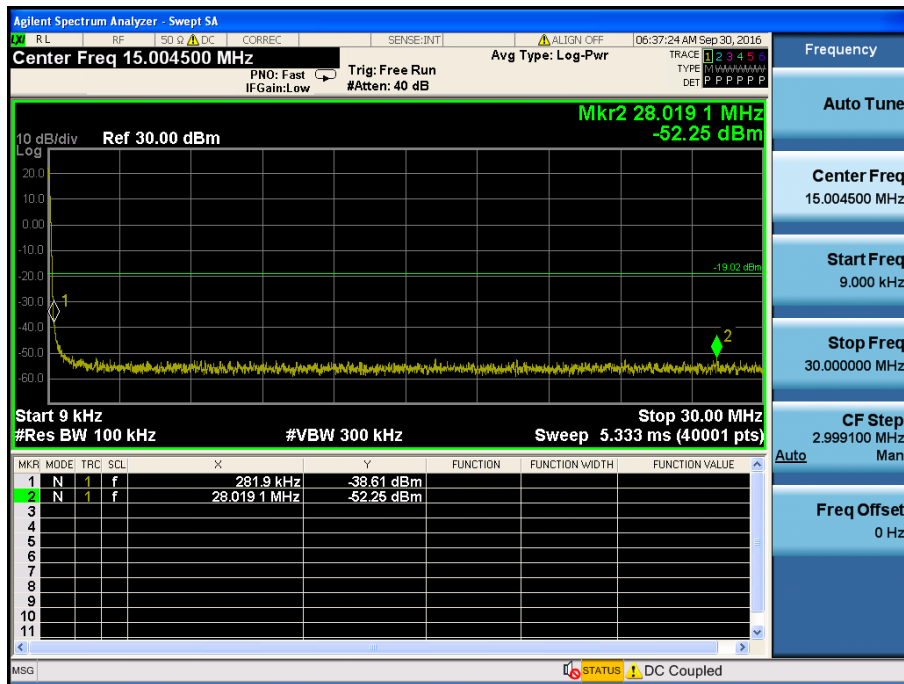 Agilent Spectrum Analyzer - Swept SA
LXI RL RF 50 Ω DC CORREC SENSE:INT ALIGN OFF 06:37:24 AM Sep 30, 2016
Center Freq 15.004500 MHz
PNO: Fast
IFGain:Low
Trig: Free Run
#Atten: 40 dB
Avg Type: Log-Pwr
TRACE 1 2 3 4 5 6
TYPE MWWWWW
DET P P P P P P
Mkr2 28.019 1 MHz
-52.25 dBm
10 dB/div Ref 30.00 dBm
Log
20.0
10.0
0.00
-10.0
-19.02 dBm
-20.0
-30.0
1
-40.0
2
-50.0
-60.0
Start 9 kHz Stop 30.00 MHz
#Res BW 100 kHz #VBW 300 kHz Sweep 5.333 ms (40001 pts)
MKR MODE TRC SCL X Y FUNCTION FUNCTION WIDTH FUNCTION VALUE
1 N 1 f 281.9 kHz -38.61 dBm
2 N 1 f 28.019 1 MHz -52.25 dBm
3
4
5
6
7
8
9
10
11
MSG STATUS DC Coupled
Frequency
Auto Tune
Center Freq
15.004500 MHz
Start Freq
9.000 kHz
Stop Freq
30.000000 MHz
CF Step
2.999100 MHz
Auto Man
Freq Offset
0 Hz